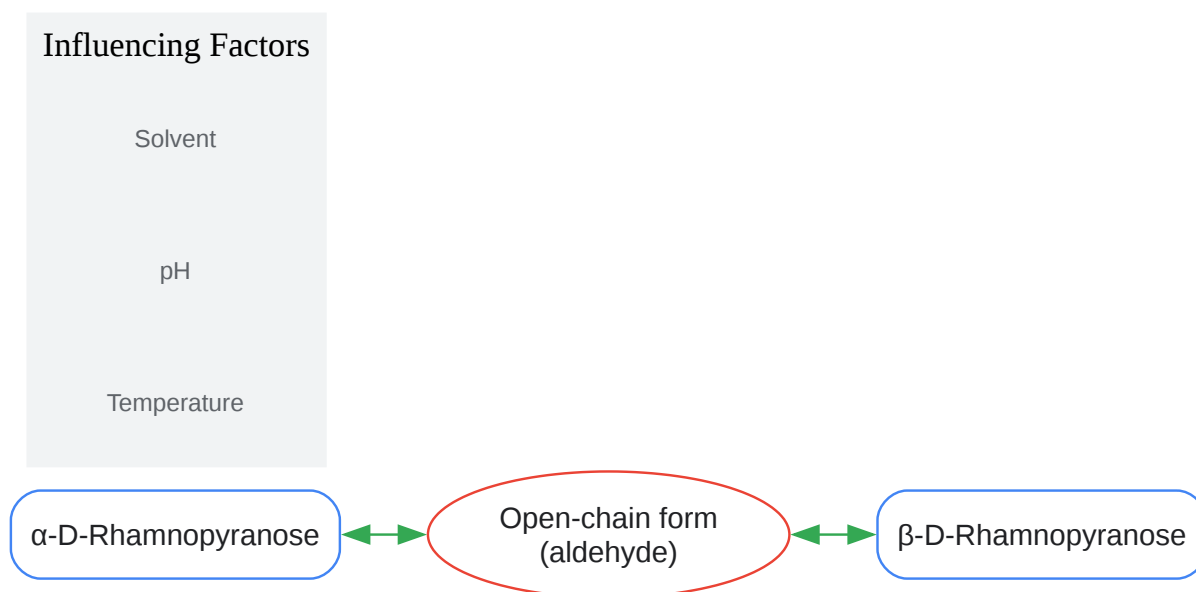 Influencing Factors
Solvent
pH
Temperature
α-D-Rhamnopyranose
Open-chain form
(aldehyde)
β-D-Rhamnopyranose